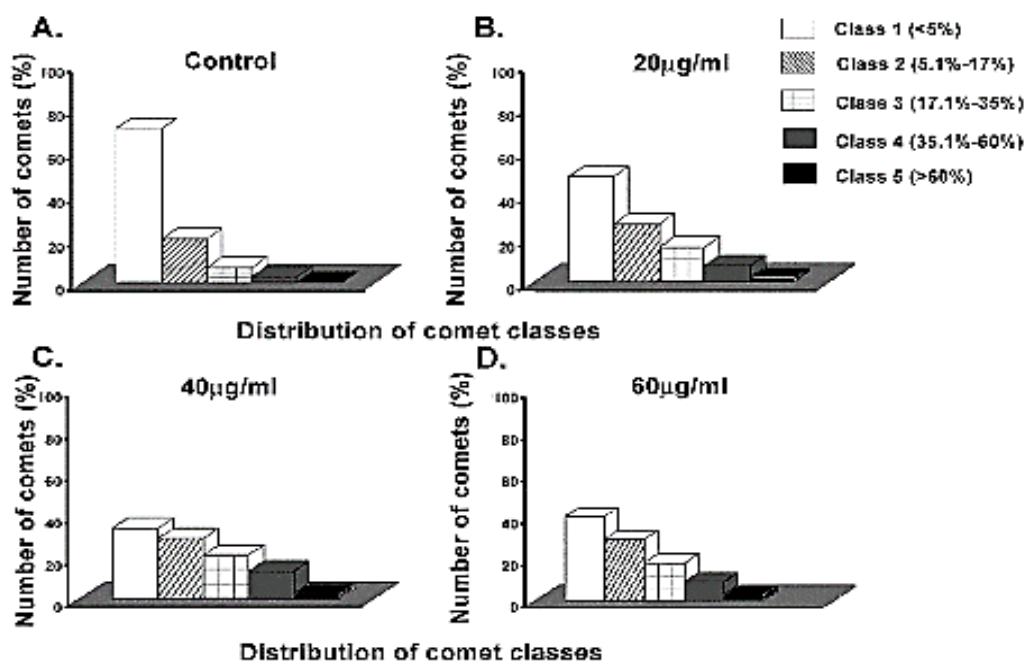 A.
Control
Number of comets (%)
100
80
60
40
20
0
B.
20µg/ml
Number of comets (%)
100
80
60
40
20
0
Class 1 (<5%)
Class 2 (5.1%-17%)
Class 3 (17.1%-35%)
Class 4 (35.1%-60%)
Class 5 (>60%)
Distribution of comet classes
C.
40µg/ml
Number of comets (%)
100
80
60
40
20
0
D.
60µg/ml
Number of comets (%)
100
80
60
40
20
0
Distribution of comet classes